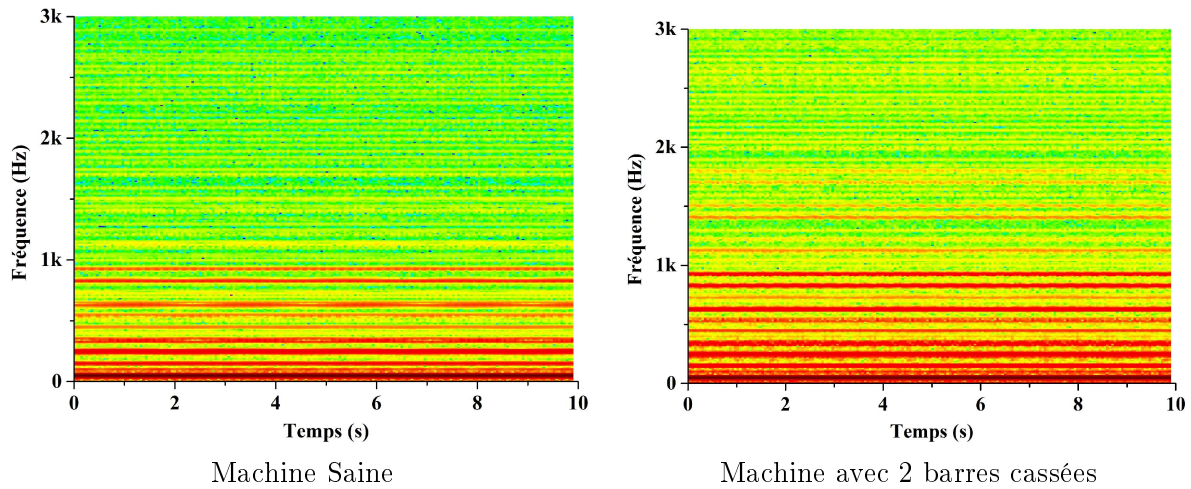 3k
2k
1k
0
Fréquence (Hz)
0 2 4 6 8 10
Temps (s)
Machine Saine
3k
2k
1k
0
Fréquence (Hz)
0 2 4 6 8 10
Temps (s)
Machine avec 2 barres cassées